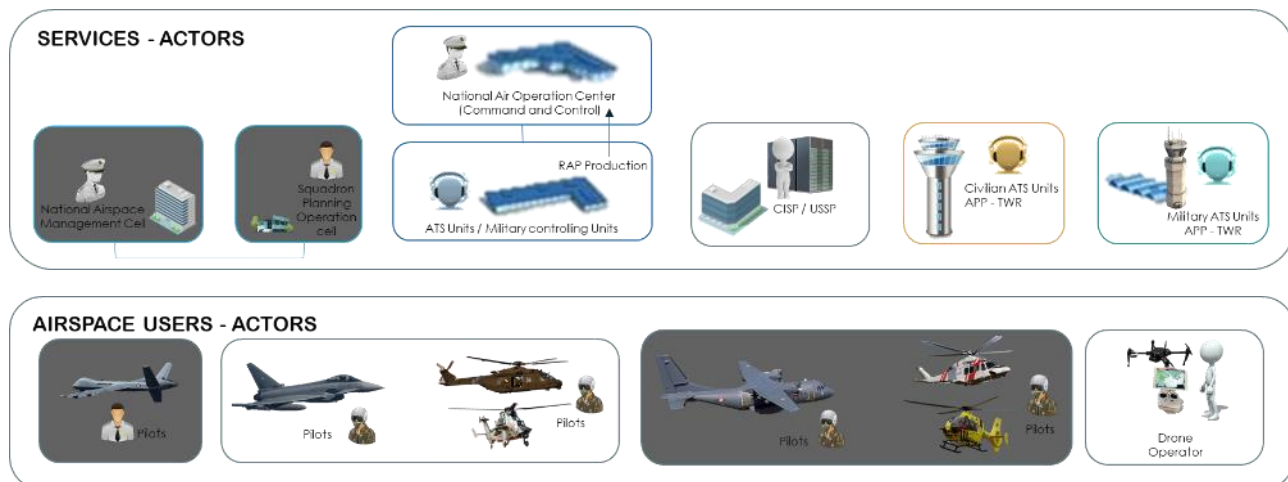 SERVICES - ACTORS
National Air Operation Center
(Command and Control)
RAP Production
National Airspace
Management Cell
Squadron
Planning
Operation
cell
ATS Units / Military controlling Units
CISP / USSP
Civilian ATS Units
APP - TWR
Military ATS Units
APP - TWR
AIRSPACE USERS - ACTORS
Pilots
Pilots
Pilots
Pilots
Pilots
Drone
Operator